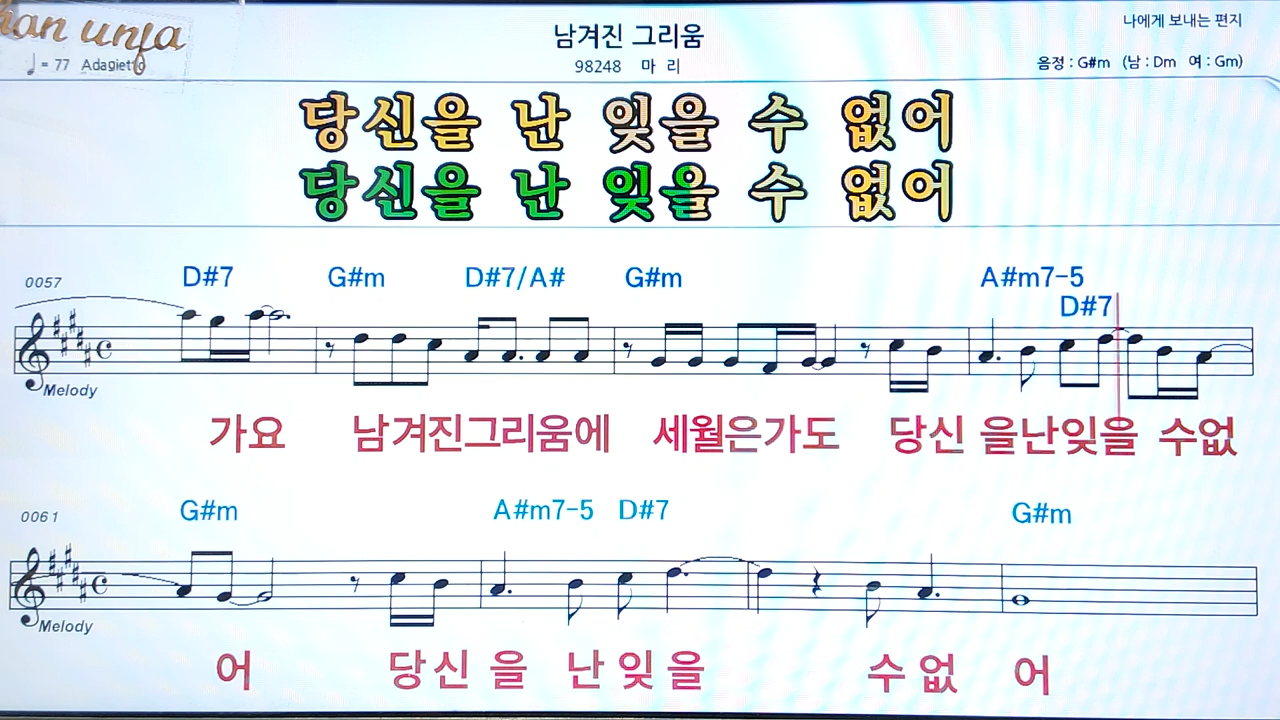 나에게 보내는 편지
남겨진 그리움
♩= 77 Adagietto
98248 마 리
음정 : G#m (남 : Dm 여 : Gm)
당신을 난 잊을 수 없어
당신을 난 잊을 수 없어
0057 D#7 G#m D#7/A# G#m A#m7-5
D#7
Melody
가요 남겨진그리움에 세월은가도 당신 을난잊을 수없
0061 G#m A#m7-5 D#7 G#m
Melody
어 당신 을 난 잊 을 수 없 어